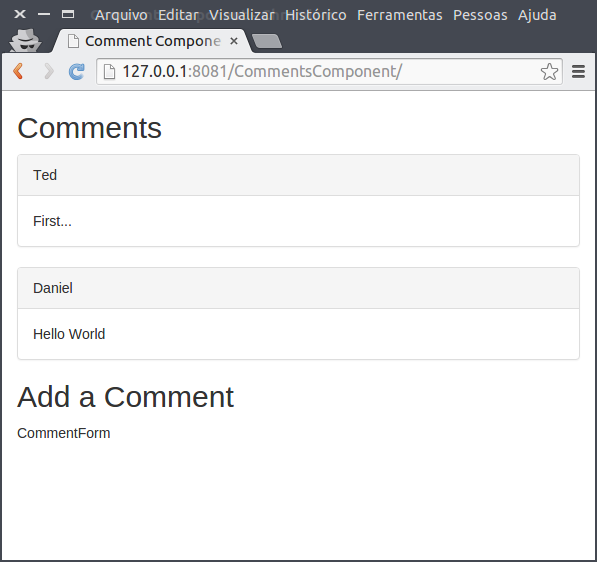 Arquivo Editar Visualizar Histórico Ferramentas Pessoas Ajuda
Comment Compone
127.0.0.1:8081/CommentsComponent/
Comments
Ted
First...
Daniel
Hello World
Add a Comment
CommentForm